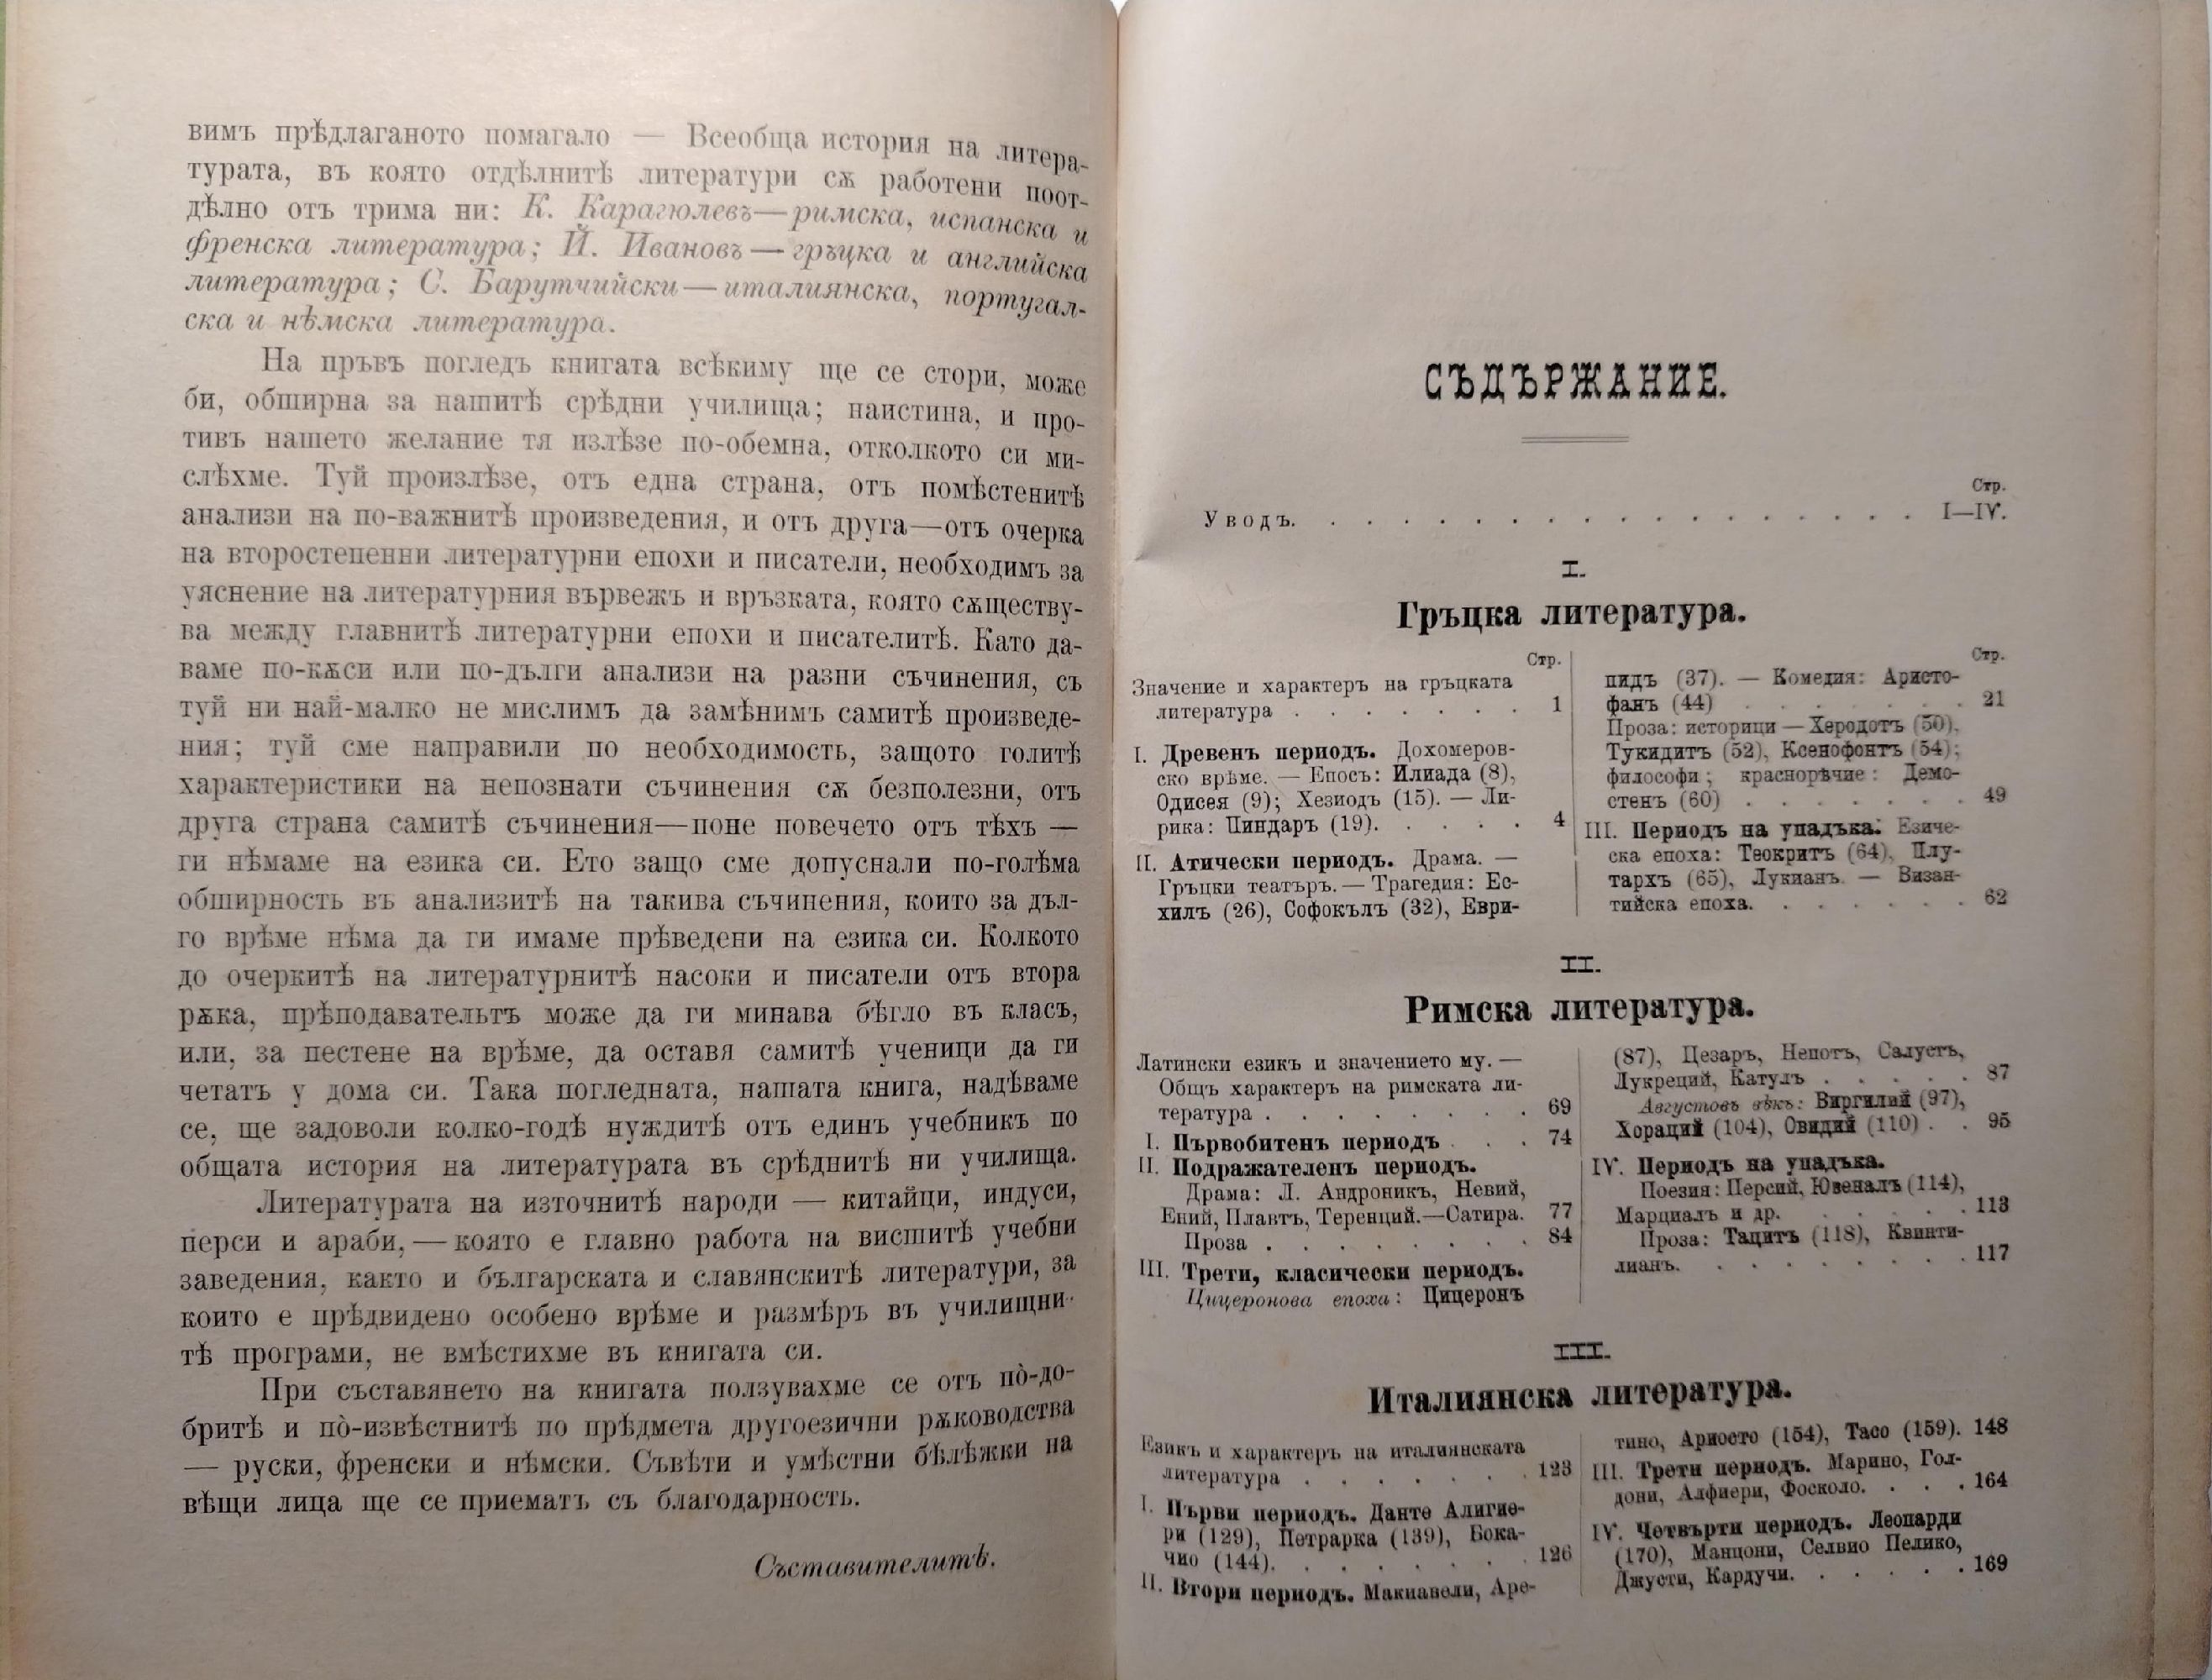 вимъ прѣдлаганото помагало — Всеобща история на литера-
турата, въ която отдѣлнитѣ литератури сѫ работени поот-
дѣлно отъ трима ни: К. Карагюлевъ — римска, испанска и
френска литература; Й. Ивановъ — гръцка и английска
литература; С. Барутчийски — италиянска, португал-
ска и нѣмска литература.
На пръвъ погледъ книгата всѣкиму ще се стори, може
би, обширна за нашитѣ срѣдни училища; наистина, и про-
тивъ нашето желание тя излѣзе по-обемна, отколкото си ми-
слѣхме. Туй произлѣзе, отъ една страна, отъ помѣстенитѣ
анализи на по-важнитѣ произведения, и отъ друга—отъ очерка
на второстепенни литературни епохи и писатели, необходимъ за
уяснение на литературния вървежъ и връзката, която сѫществу-
ва между главнитѣ литературни епохи и писателитѣ. Като да-
ваме по-кѫси или по-дълги анализи на разни съчинения, съ
туй ни най-малко не мислимъ да замѣнимъ самитѣ произведе-
ния; туй сме направили по необходимость, защото голитѣ
характеристики на непознати съчинения сѫ безполезни, отъ
друга страна самитѣ съчинения—поне повечето отъ тѣхъ —
ги нѣмаме на езика си. Ето защо сме допуснали по-голѣма
обширность въ анализитѣ на такива съчинения, които за дъл-
го врѣме нѣма да ги имаме прѣведени на езика си. Колкото
до очеркитѣ на литературнитѣ насоки и писатели отъ втора
рѫка, прѣподавательтъ може да ги минава бѣгло въ класъ,
или, за пестене на врѣме, да оставя самитѣ ученици да ги
четатъ у дома си. Така погледната, нашата книга, надѣваме
се, ще задоволи колко-годѣ нуждитѣ отъ единъ учебникъ по
общата история на литературата въ срѣднитѣ ни училища.
Литературата на източнитѣ народи — китайци, индуси,
перси и араби, — която е главно работа на висшитѣ учебни
заведения, както и българската и славянскитѣ литератури, за
които е прѣдвидено особено врѣме и размѣръ въ училищни-
тѣ програми, не вмѣстихме въ книгата си.
При съставянето на книгата ползувахме се отъ по̀-до-
бритѣ и по̀-извѣстнитѣ по прѣдмета другоезични рѫководства
— руски, френски и нѣмски. Съвѣти и умѣстни бѣлѣжки на
вѣщи лица ще се приематъ съ благодарность.
Съставителитѣ.
СЪДЪРЖАНИЕ.
Стр.
Уводъ. . . . . . . . . . . . . . . . . . I—IV.
I.
Гръцка литература.
Стр.
Значение и характеръ на гръцката
литература . . . . . . . 1
I. Древенъ периодъ. Дохомеров-
ско врѣме. — Епосъ: Илиада (8),
Одисея (9); Хезиодъ (15). — Ли-
рика: Пиндаръ (19). . . . . 4
II. Атически периодъ. Драма. —
Гръцки театъръ. — Трагедия: Ес-
хилъ (26), Софокълъ (32), Еври-
Стр.
пидъ (37). — Комедия: Аристо-
фанъ (44) . . . . . . . 21
Проза: историци — Херодотъ (50),
Тукидитъ (52), Ксенофонтъ (54);
философи; краснорѣчие: Демо-
стенъ (60) . . . . . . . 49
III. Периодъ на упадъка. Езиче-
ска епоха: Теокритъ (64), Плу-
тархъ (65), Лукианъ. — Визан-
тийска епоха. . . . . . . 62
II.
Римска литература.
Латински езикъ и значението му. —
Общъ характеръ на римската ли-
тература . . . . . . . . 69
I. Първобитенъ периодъ . . . 74
II. Подражателенъ периодъ.
Драма: Л. Андроникъ, Невий,
Ений, Плавтъ, Теренций.—Сатира. 77
Проза . . . . . . . . 84
III. Трети, класически периодъ.
Цицеронова епоха: Цицеронъ
(87), Цезаръ, Непотъ, Салустъ,
Лукреций, Катулъ . . . . . 87
Августовъ вѣкъ: Виргилий (97),
Хораций (104), Овидий (110) . . 95
IV. Периодъ на упадъка.
Поезия: Персий, Ювеналъ (114),
Марциалъ и др. . . . . . 113
Проза: Тацитъ (118), Квинти-
лианъ. . . . . . . . . 117
III.
Италиянска литература.
Езикъ и характеръ на италиянската
литература . . . . . . . 123
I. Първи периодъ. Данте Алигие-
ри (129), Петрарка (139), Бока-
чио (144). . . . . . . . 126
II. Втори периодъ. Макиавели, Аре-
тино, Ариосто (154), Тасо (159). 148
III. Трети периодъ. Марино, Гол-
дони, Алфиери, Фосколо. . . . 164
IV. Четвърти периодъ. Леопарди
(170), Манцони, Селвио Пелико,
Джусти, Кардучи. . . . . . 169